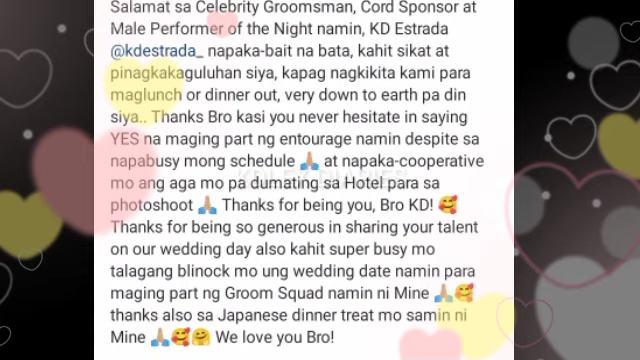 Salamat sa Celebrity Groomsman, Cord Sponsor at
Male Performer of the Night namin, KD Estrada
@kdestrada_ napaka-bait na bata, kahit sikat at
pinagkakaguluhan siya, kapag nagkikita kami para
maglunch or dinner out, very down to earth pa din
siya.. Thanks Bro kasi you never hesitate in saying
YES na maging part ng entourage namin despite sa
napabusy mong schedule 🙏🏼 at napaka-cooperative
mo ang aga mo pa dumating sa Hotel para sa
photoshoot 🙏🏼 Thanks for being you, Bro KD! 🥰
Thanks for being so generous in sharing your talent
on our wedding day also kahit super busy mo
talagang blinock mo ung wedding date namin para
maging part ng Groom Squad namin ni Mine 🙏🏼🥰
thanks also sa Japanese dinner treat mo samin ni
Mine 🙏🏼🥰🤗 We love you Bro!